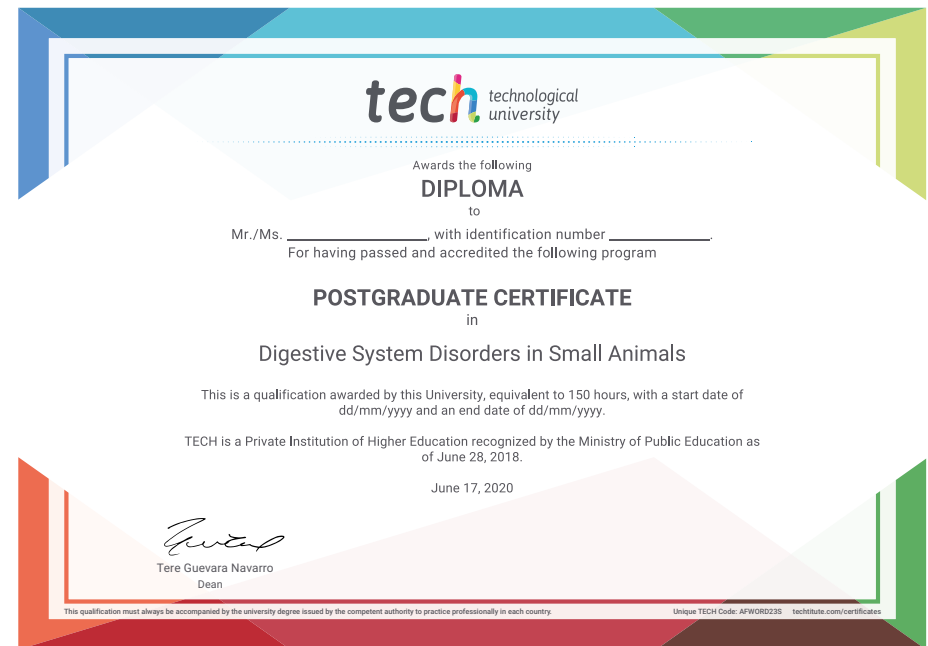 tech technological
university
Awards the following
DIPLOMA
to
Mr./Ms. ____________________, with identification number ______________.
For having passed and accredited the following program
POSTGRADUATE CERTIFICATE
in
Digestive System Disorders in Small Animals
This is a qualification awarded by this University, equivalent to 150 hours, with a start date of
dd/mm/yyyy and an end date of dd/mm/yyyy.
TECH is a Private Institution of Higher Education recognized by the Ministry of Public Education as
of June 28, 2018.
June 17, 2020
Tere Guevara Navarro
Dean
This qualification must always be accompanied by the university degree issued by the competent authority to practice professionally in each country.
Unique TECH Code: AFWORD23S techtitute.com/certificates